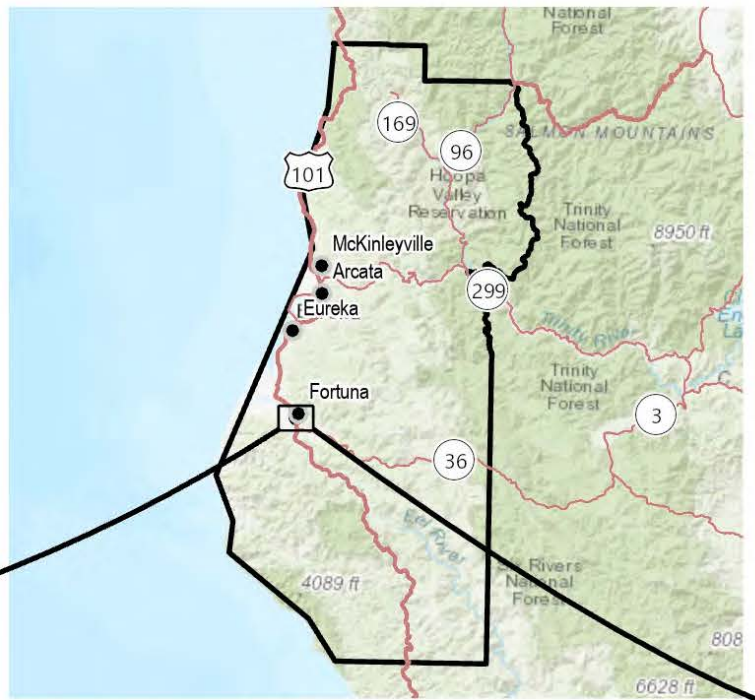 National
Forest
169
SALMON MOUNTAINS
96
101
Hoopa
Valley
Reservation
Trinity
National
Forest
8950 ft
McKinleyville
Arcata
299
Eureka
Trinity River
Trinity
National
Forest
Fortuna
3
36
Eel River
Six Rivers
National
Forest
4089 ft
808
6628 ft